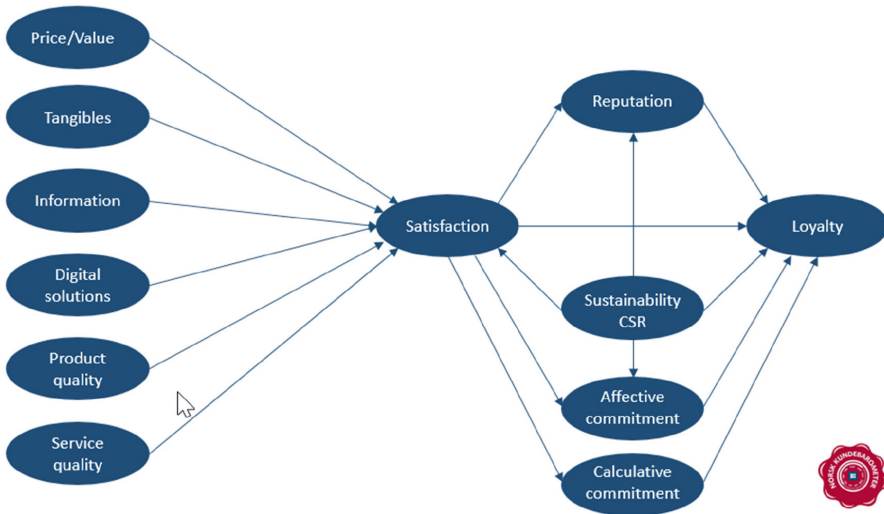 Price/Value
Tangibles
Information
Digital
solutions
Product
quality
Service
quality
Satisfaction
Reputation
Sustainability
CSR
Affective
commitment
Calculative
commitment
Loyalty
NORSK KUNDEBAROMETER
BI